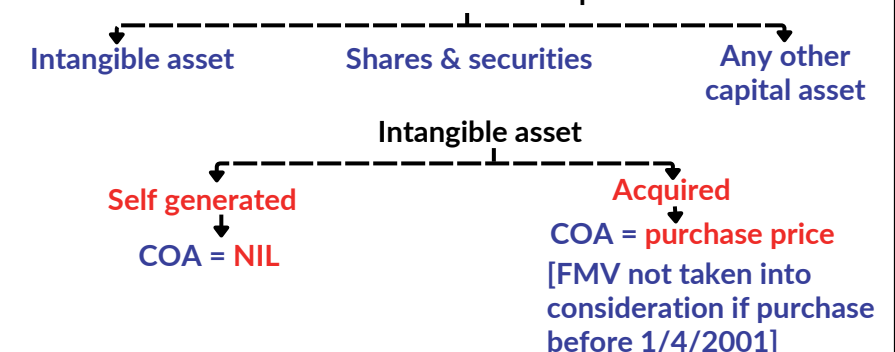 Intangible asset
Shares & securities
Any other
capital asset
Intangible asset
Self generated
Acquired
COA = NIL
COA = purchase price
[FMV not taken into
consideration if purchase
before 1/4/2001]